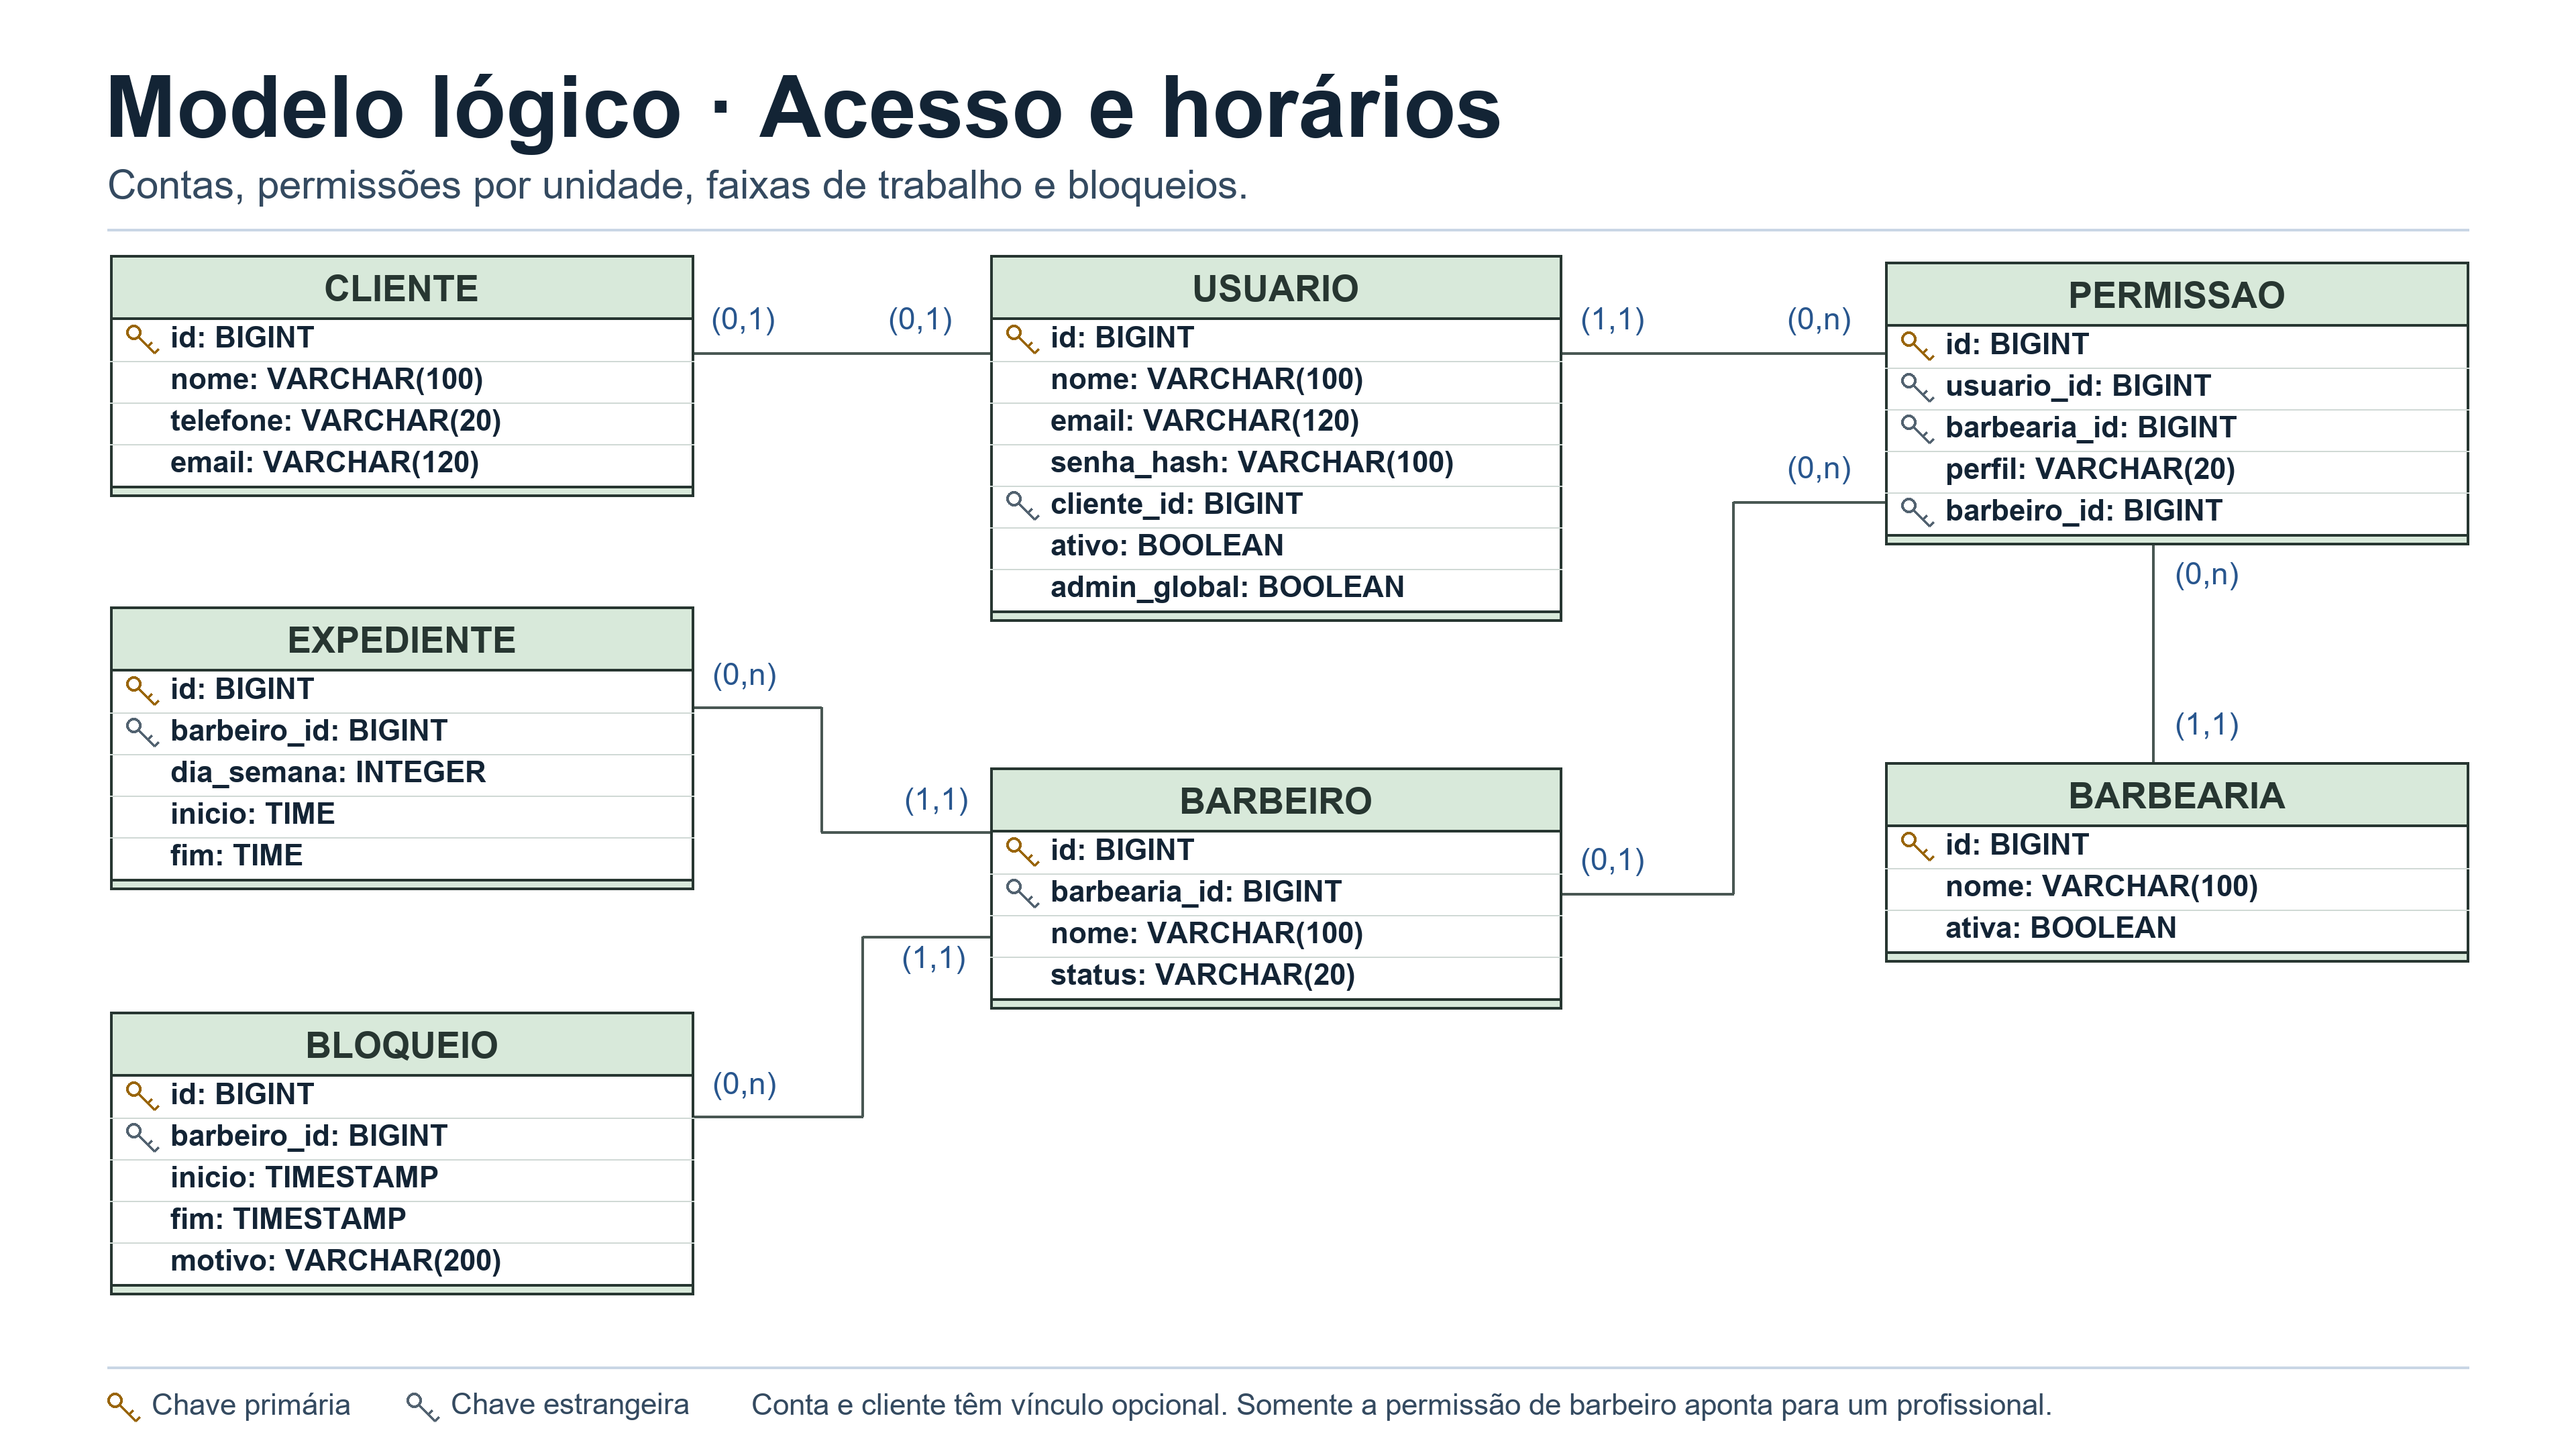 Modelo lógico · Acesso e horários
Contas, permissões por unidade, faixas de trabalho e bloqueios.
CLIENTE
id: BIGINT
nome: VARCHAR(100)
telefone: VARCHAR(20)
email: VARCHAR(120)
(0,1)
(0,1)
USUARIO
id: BIGINT
nome: VARCHAR(100)
email: VARCHAR(120)
senha_hash: VARCHAR(100)
cliente_id: BIGINT
ativo: BOOLEAN
admin_global: BOOLEAN
(1,1)
(0,n)
PERMISSAO
id: BIGINT
usuario_id: BIGINT
barbearia_id: BIGINT
perfil: VARCHAR(20)
barbeiro_id: BIGINT
(0,n)
(0,n)
(1,1)
EXPEDIENTE
id: BIGINT
barbeiro_id: BIGINT
dia_semana: INTEGER
inicio: TIME
fim: TIME
(0,n)
(1,1)
BARBEIRO
id: BIGINT
barbearia_id: BIGINT
nome: VARCHAR(100)
status: VARCHAR(20)
(0,1)
(1,1)
BARBEARIA
id: BIGINT
nome: VARCHAR(100)
ativa: BOOLEAN
BLOQUEIO
id: BIGINT
barbeiro_id: BIGINT
inicio: TIMESTAMP
fim: TIMESTAMP
motivo: VARCHAR(200)
(0,n)
Chave primária
Chave estrangeira
Conta e cliente têm vínculo opcional. Somente a permissão de barbeiro aponta para um profissional.